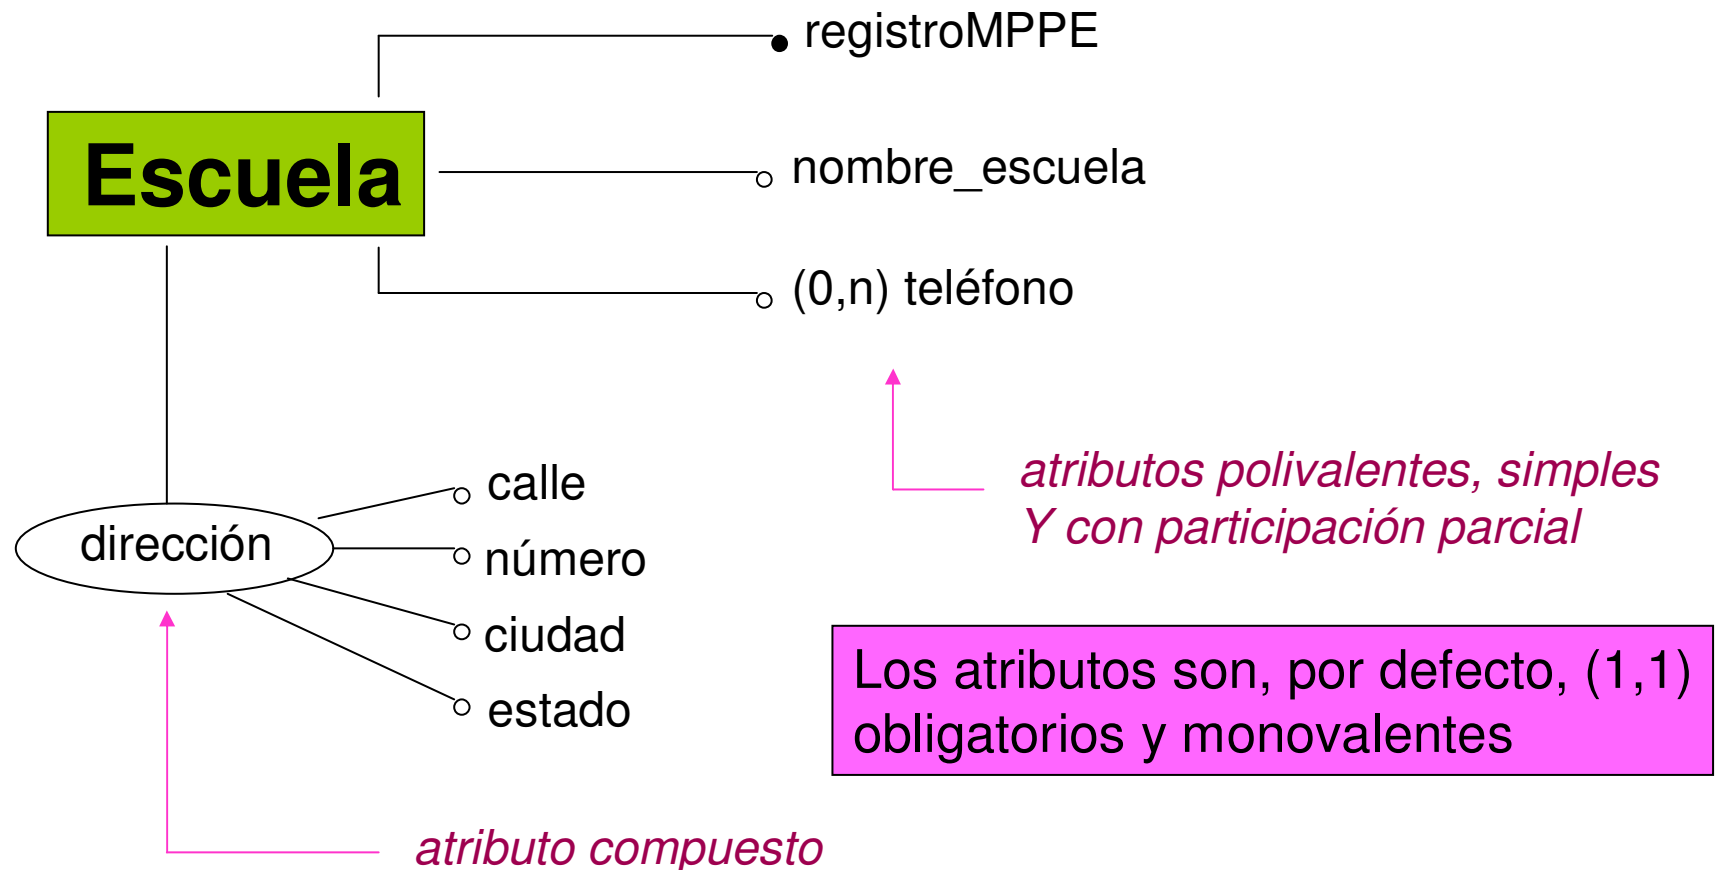 registroMPPE
Escuela
nombre_escuela
(0,n) teléfono
atributos polivalentes, simples
Y con participación parcial
dirección
calle
número
ciudad
estado
Los atributos son, por defecto, (1,1)
obligatorios y monovalentes
atributo compuesto